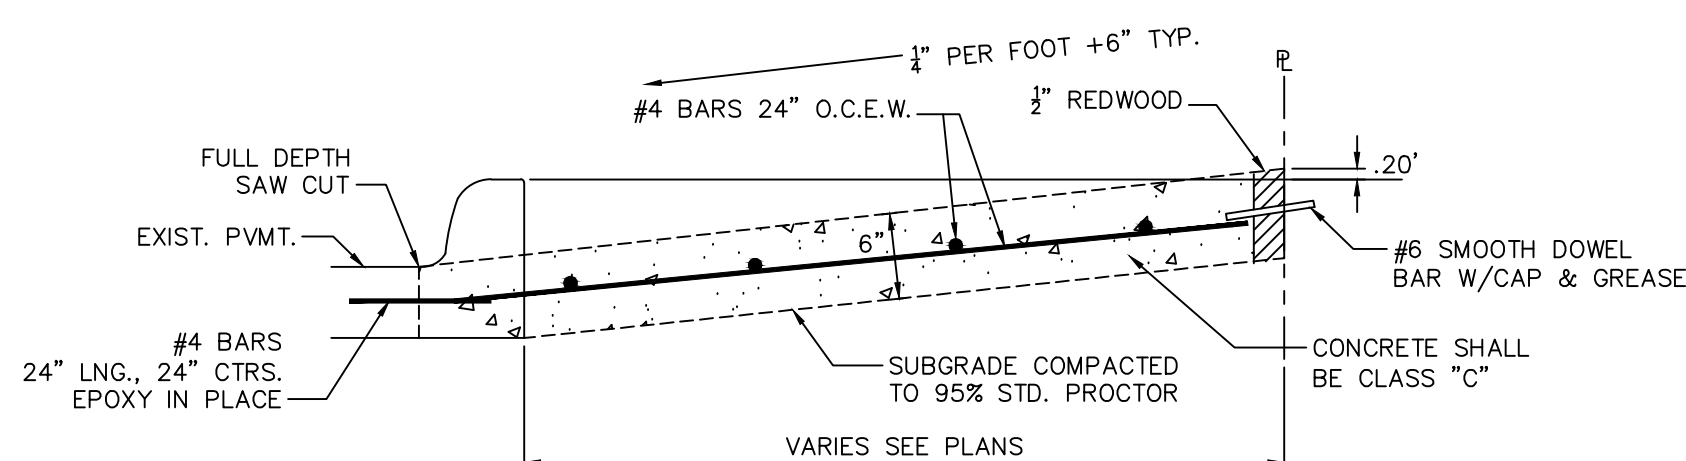 1/4" PER FOOT +6" TYP.
PL
#4 BARS 24" O.C.E.W.
1/2" REDWOOD
FULL DEPTH
SAW CUT
.20'
EXIST. PVMT.
6"
#6 SMOOTH DOWEL
BAR W/CAP & GREASE
#4 BARS
24" LNG., 24" CTRS.
EPOXY IN PLACE
SUBGRADE COMPACTED
TO 95% STD. PROCTOR
CONCRETE SHALL
BE CLASS "C"
VARIES SEE PLANS